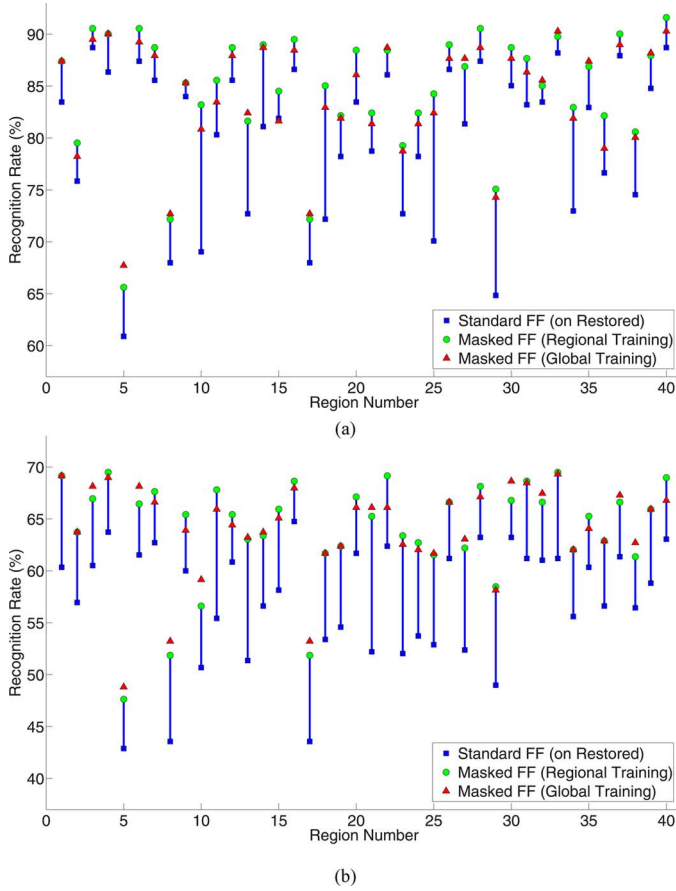 90
85
80
75
70
65
60
Recognition Rate (%)
Standard FF (on Restored)
Masked FF (Regional Training)
Masked FF (Global Training)
0 5 10 15 20 25 30 35 40
Region Number
(a)
70
65
60
55
50
45
40
Recognition Rate (%)
Standard FF (on Restored)
Masked FF (Regional Training)
Masked FF (Global Training)
0 5 10 15 20 25 30 35 40
Region Number
(b)